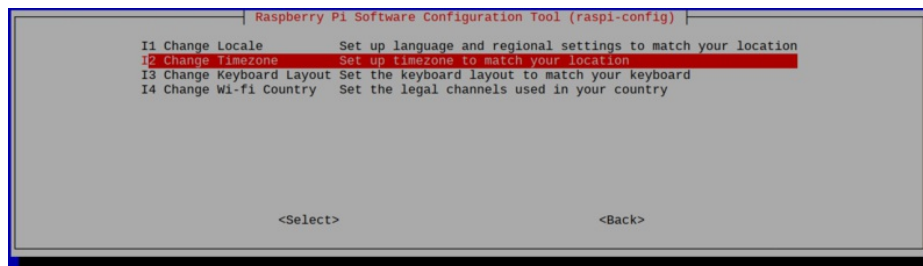 Raspberry Pi Software Configuration Tool (raspi-config)
I1 Change Locale Set up language and regional settings to match your location
I2 Change Timezone Set up timezone to match your location
I3 Change Keyboard Layout Set the keyboard layout to match your keyboard
I4 Change Wi-fi Country Set the legal channels used in your country
<Select> <Back>